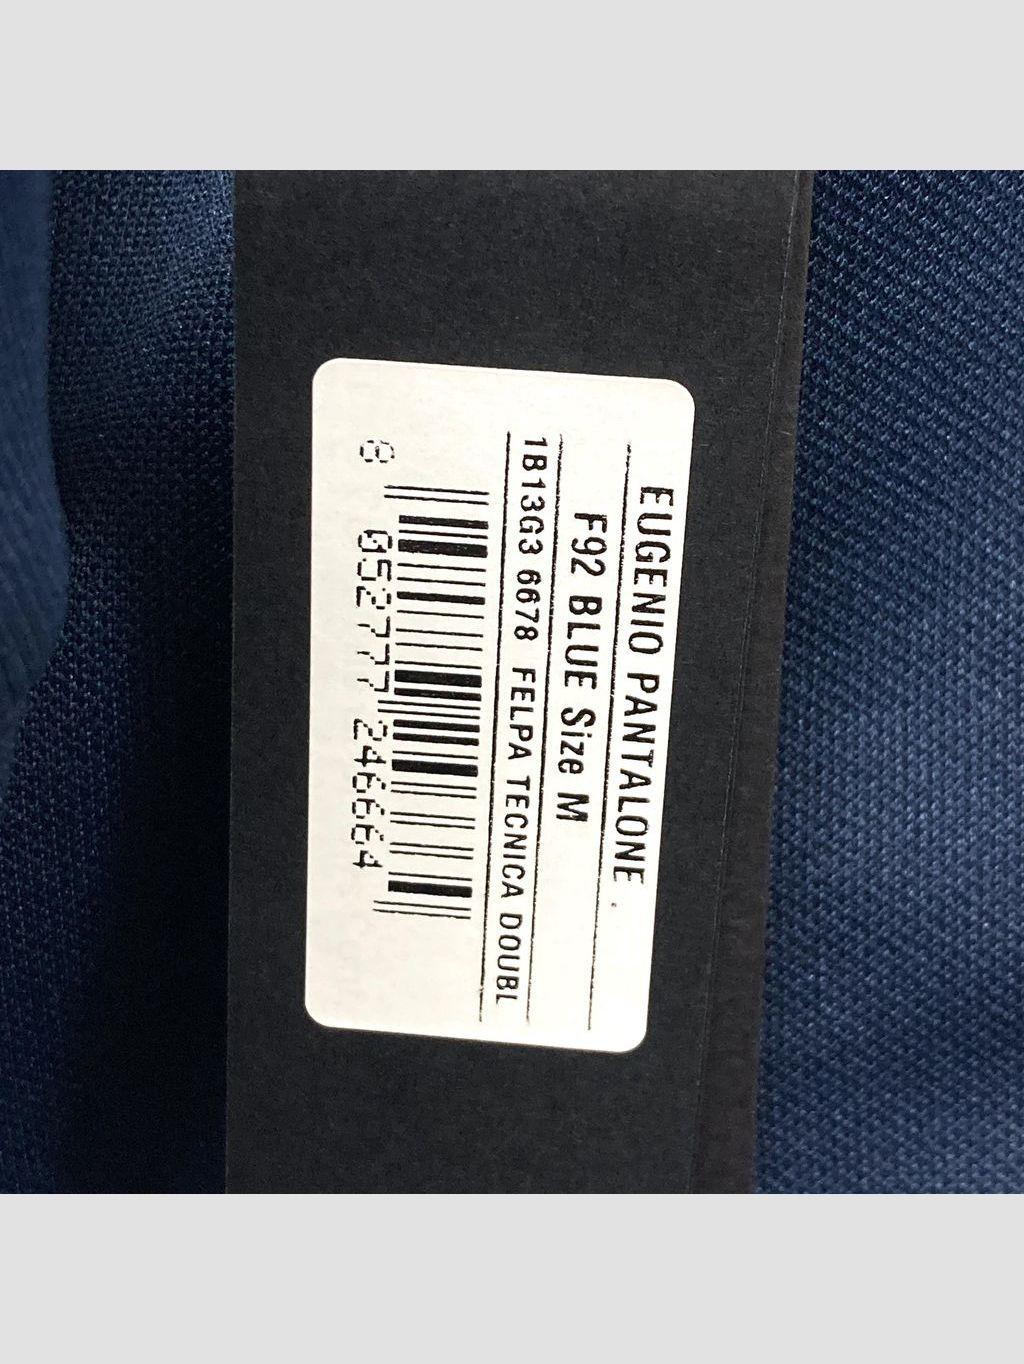 EUGENIO PANTALONE .
F92 BLUE Size M
1B13G3 6678 FELPA TECNICA DOUBL
8 052777 246664